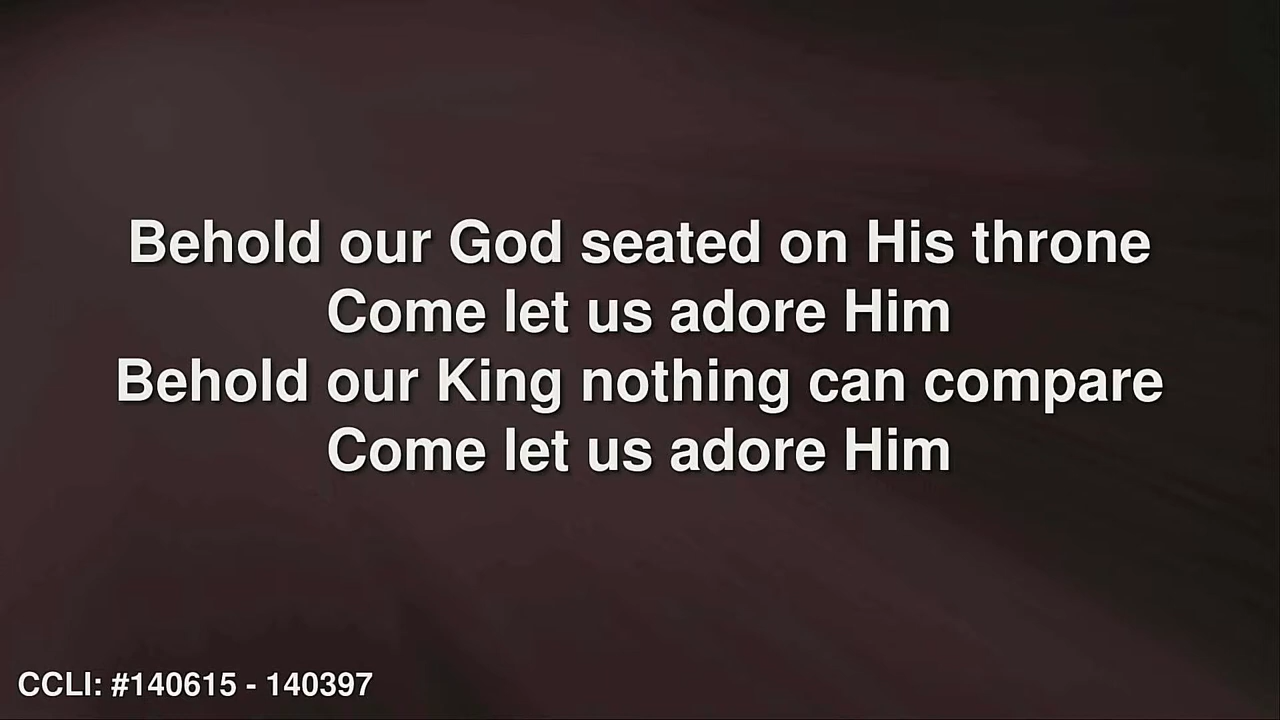 Behold our God seated on His throne
Come let us adore Him
Behold our King nothing can compare
Come let us adore Him
CCLI: #140615 - 140397